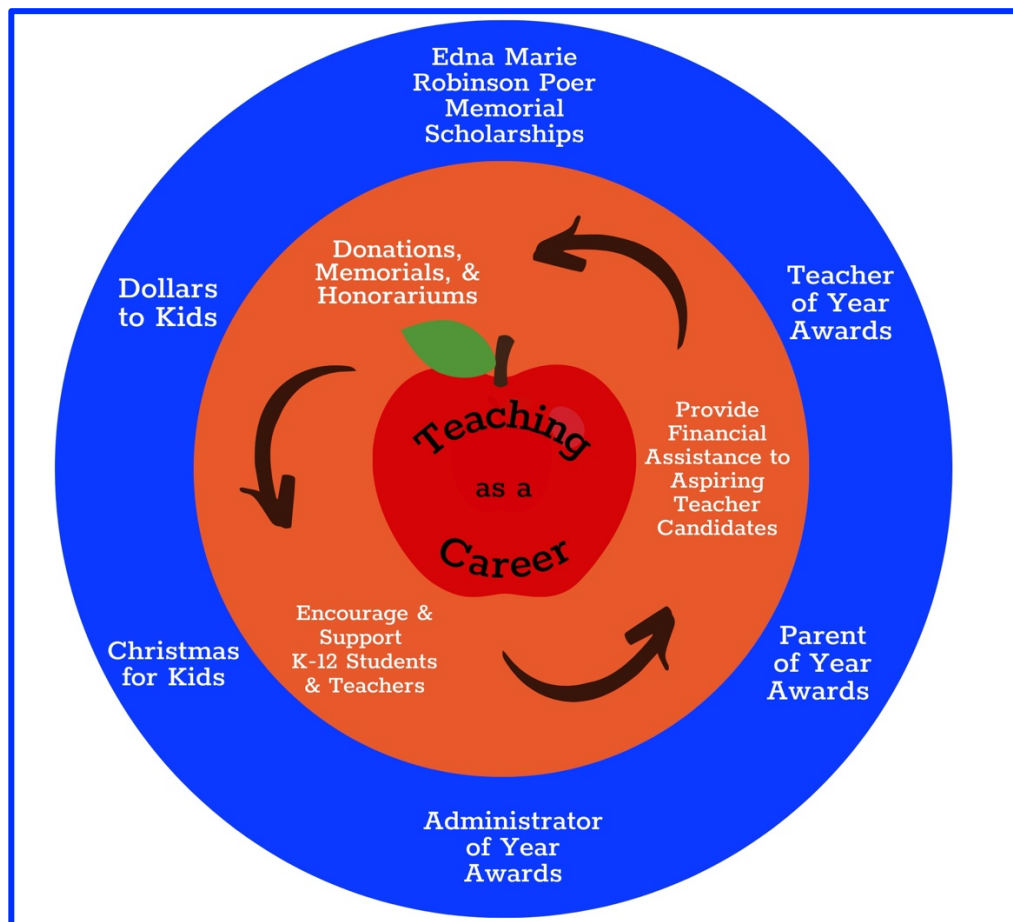 Edna Marie
Robinson Poer
Memorial
Scholarships
Donations,
Memorials, &
Honorariums
Dollars
to Kids
Teacher
of Year
Awards
Teaching
as a
Career
Provide
Financial
Assistance to
Aspiring
Teacher
Candidates
Encourage &
Support
K-12 Students
& Teachers
Christmas
for Kids
Parent
of Year
Awards
Administrator
of Year
Awards